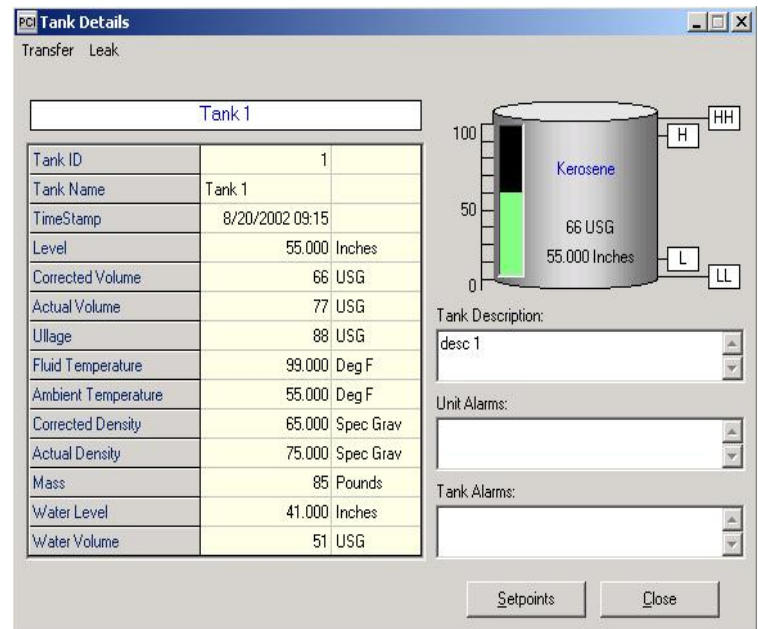 PCI Tank Details
Transfer Leak
Tank 1
Tank ID 1
Tank Name Tank 1
TimeStamp 8/20/2002 09:15
Level 55.000 Inches
Corrected Volume 66 USG
Actual Volume 77 USG
Ullage 88 USG
Fluid Temperature 99.000 Deg F
Ambient Temperature 55.000 Deg F
Corrected Density 65.000 Spec Grav
Actual Density 75.000 Spec Grav
Mass 85 Pounds
Water Level 41.000 Inches
Water Volume 51 USG
HH
100
H
Kerosene
50
66 USG
55.000 Inches
L
LL
0
Tank Description:
desc 1
Unit Alarms:
Tank Alarms:
Setpoints Close